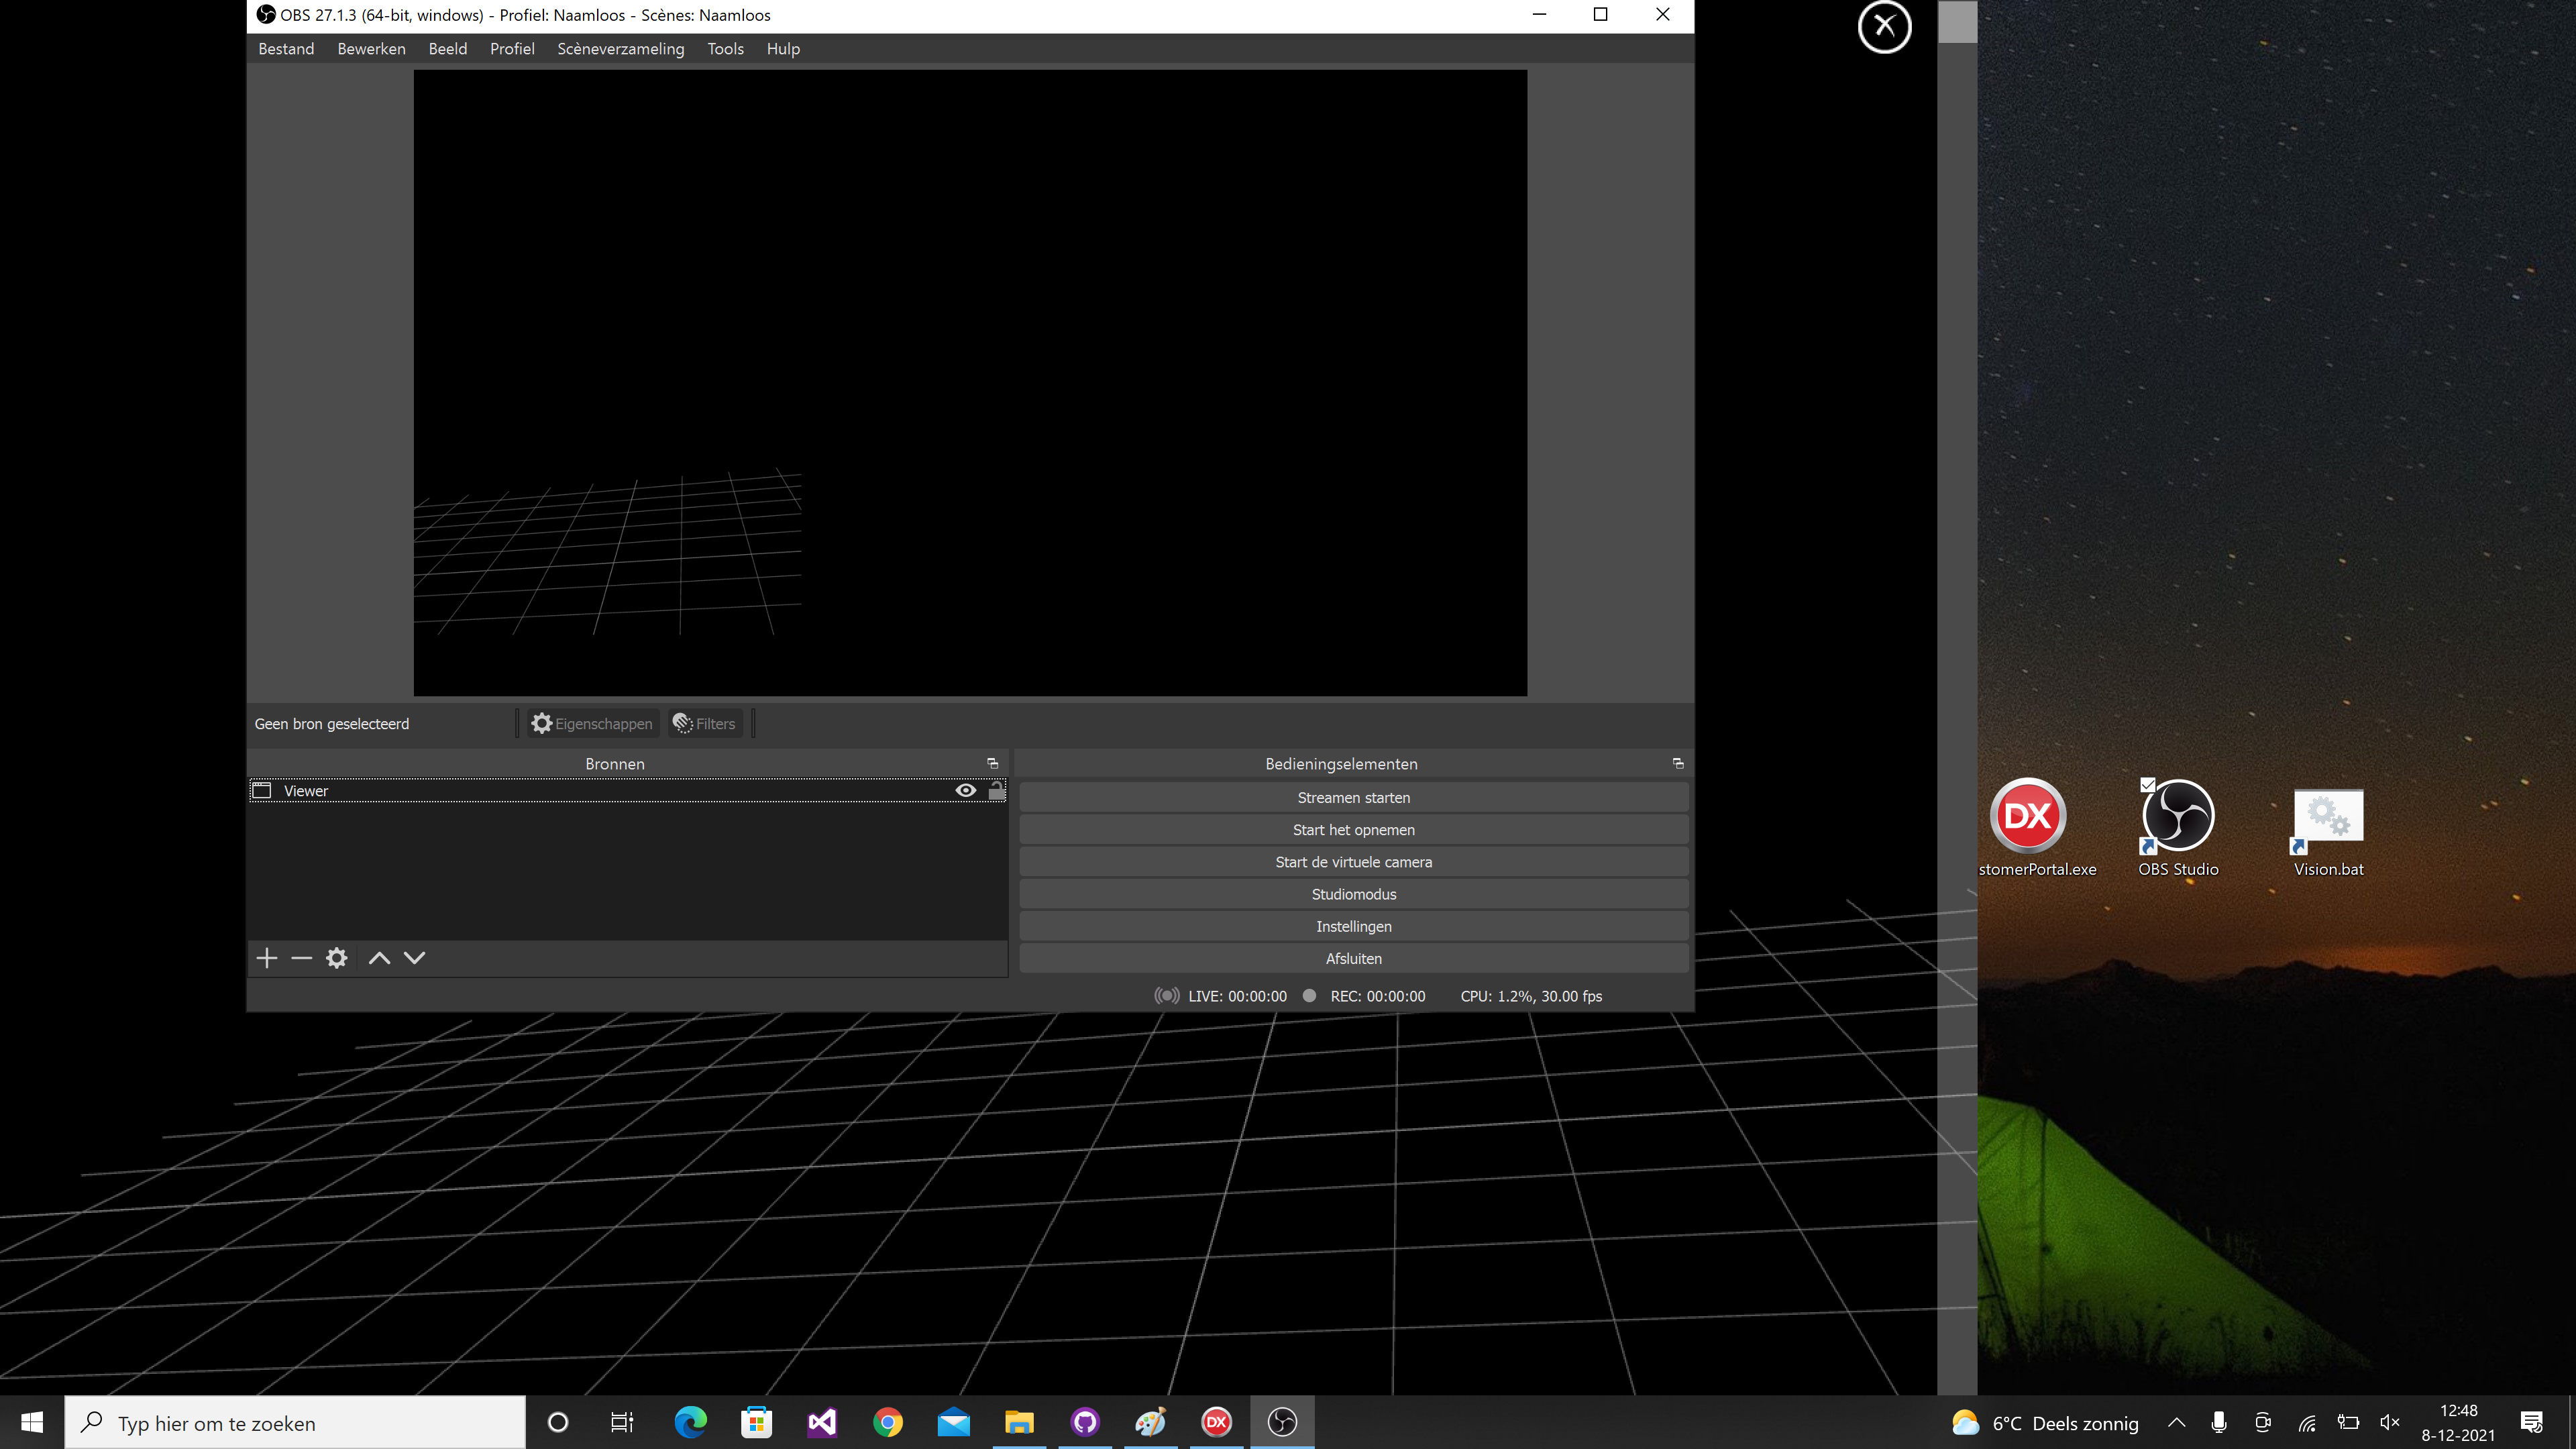 OBS 27.1.3 (64-bit, windows) - Profiel: Naamloos - Scènes: Naamloos
Bestand Bewerken Beeld Profiel Scèneverzameling Tools Hulp
Geen bron geselecteerd Eigenschappen Filters
Bronnen
Viewer
Bedieningselementen
Streamen starten
Start het opnemen
Start de virtuele camera
Studiomodus
Instellingen
Afsluiten
LIVE: 00:00:00 REC: 00:00:00 CPU: 1.2%, 30.00 fps
DX
stomerPortal.exe OBS Studio Vision.bat
Typ hier om te zoeken
DX
6°C Deels zonnig
12:48
8-12-2021